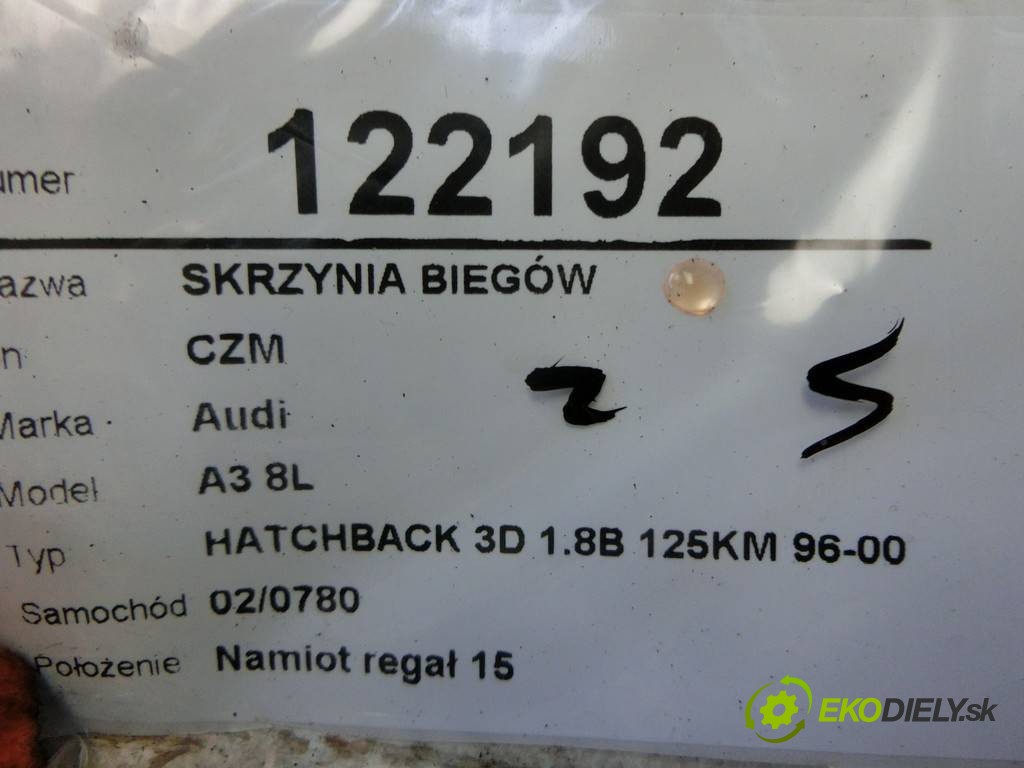 umer 122192
azwa SKRZYNIA BIEGÓW
n CZM
Marka Audi
Model A3 8L
Typ HATCHBACK 3D 1.8B 125KM 96-00
Samochód 02/0780
Położenie Namiot regał 15
EKODIELY.sk